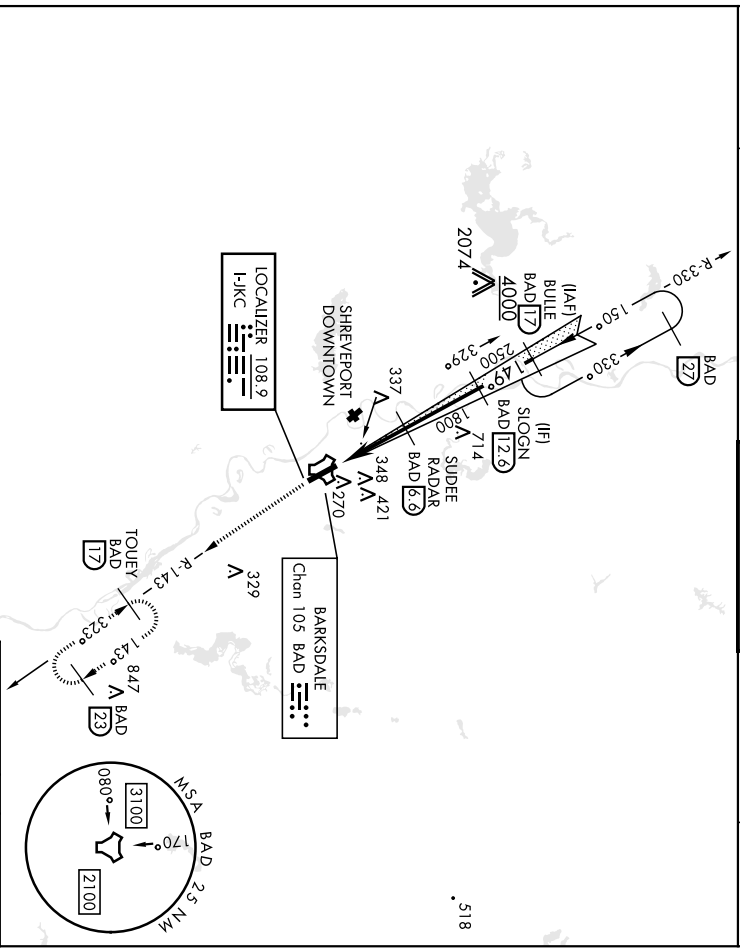 R-330
BAD
27
150°
330°
(IAF)
BULLE
BAD 17
4000
2074
2500
149°
329°
(IF)
SLOGN
BAD 12.6
1800
714
SUDEE
RADAR
BAD 6.6
337
SHREVEPORT
DOWNTOWN
348
421
270
LOCALIZER 108.9
I-JKC
BARKSDALE
Chan 105 BAD
329
R-143
TOUEY
BAD
17
323°
143°
847
BAD
23
MSA BAD 25 NM
3100
080°
170°
2100
518